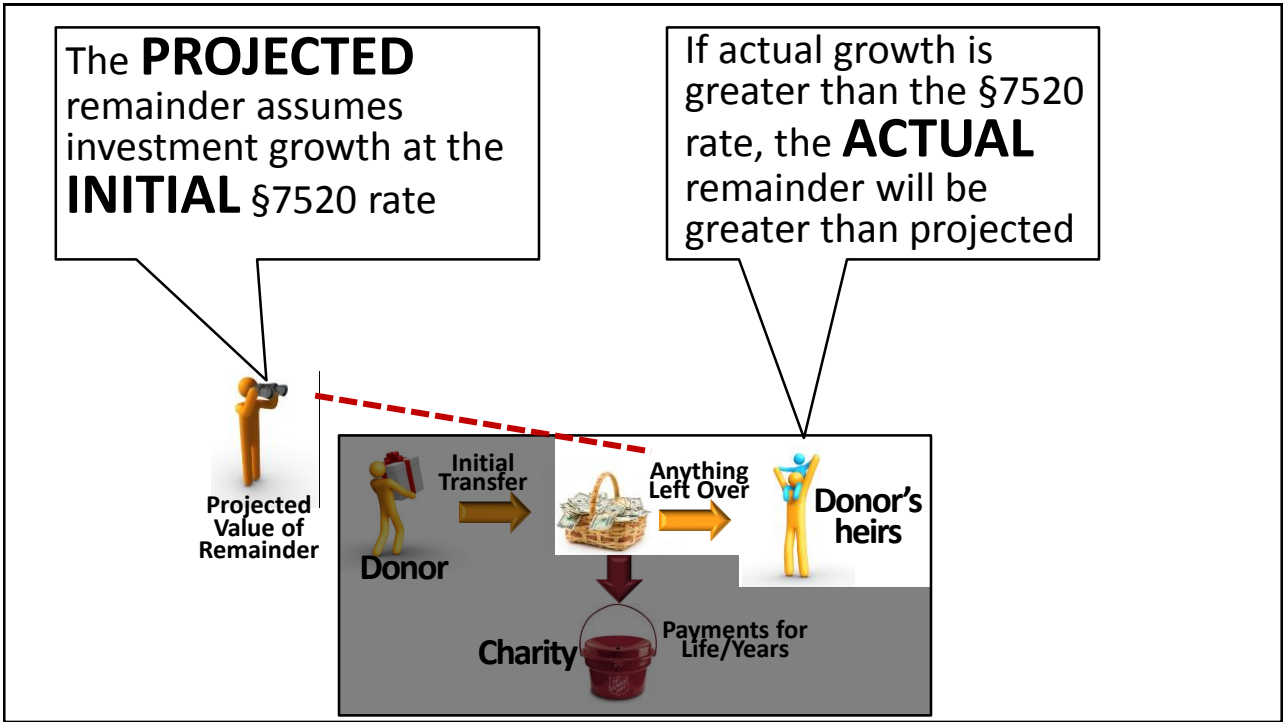 The PROJECTED
remainder assumes
investment growth at the
INITIAL §7520 rate
If actual growth is
greater than the §7520
rate, the ACTUAL
remainder will be
greater than projected
Projected
Value of
Remainder
Initial
Transfer
Donor
Anything
Left Over
Donor's
heirs
Charity
Payments for
Life/Years